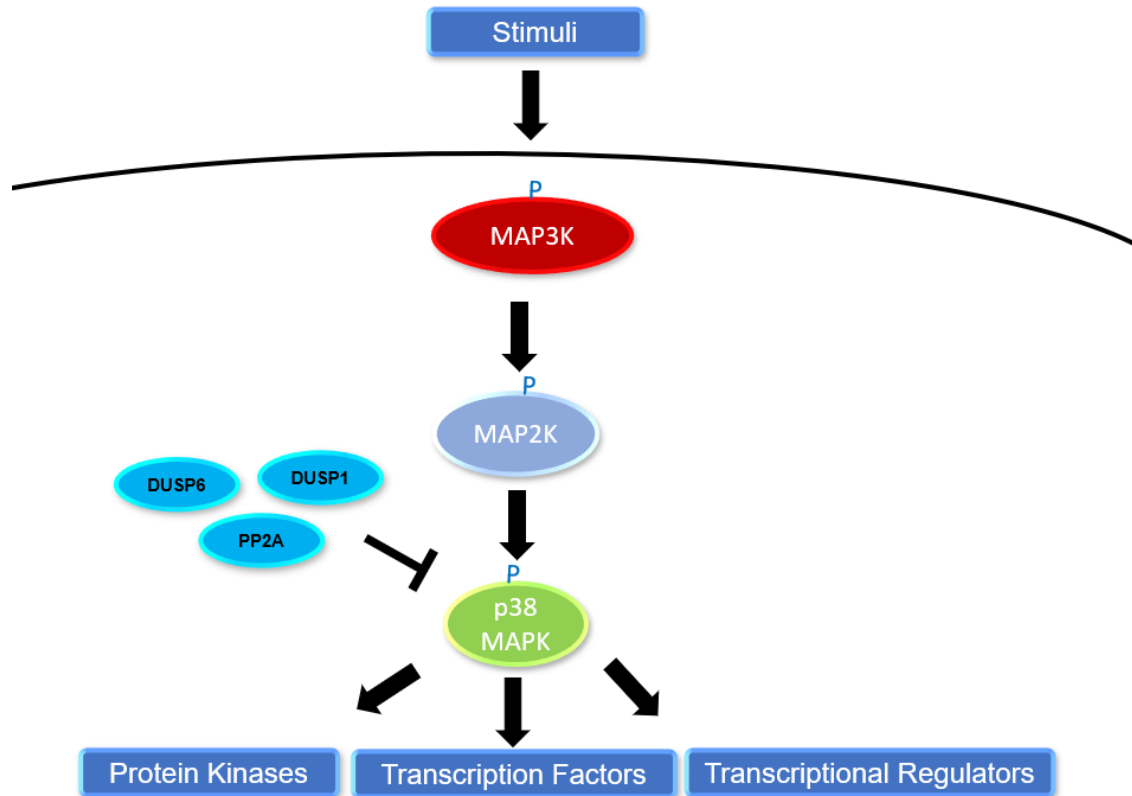 Stimuli
P
MAP3K
P
MAP2K
DUSP6
DUSP1
PP2A
P
p38
MAPK
Protein Kinases
Transcription Factors
Transcriptional Regulators